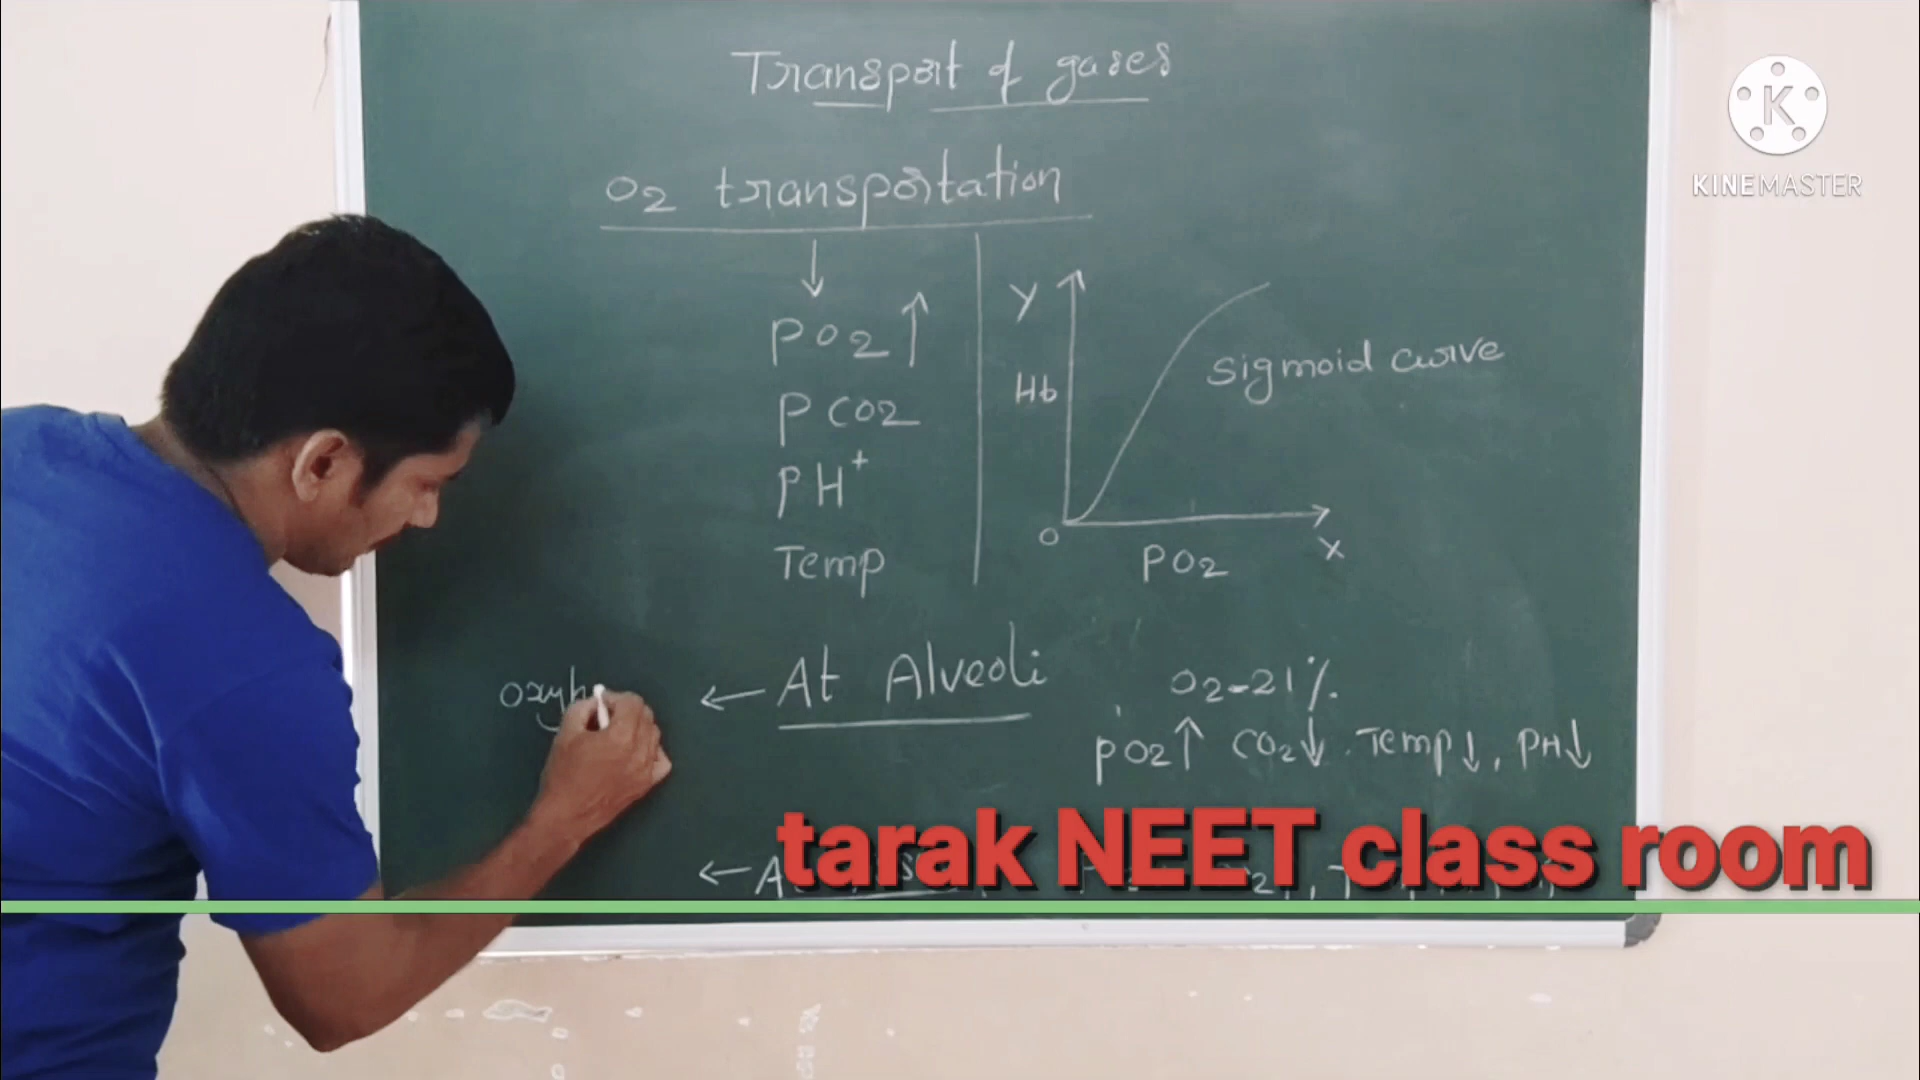 Transport of gases
K
KINEMASTER
O2 transportation
↓
PO2 ↑
PCO2
PH+
Temp
Y
Hb
Sigmoid curve
O
PO2
X
Oxyh
← At Alveoli
O2-21%.
PO2↑ CO2↓. Temp↓, PH↓
tarak NEET class room
←